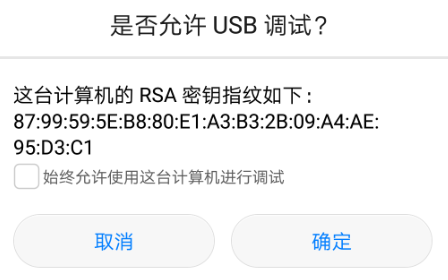 是否允许 USB 调试？
这台计算机的 RSA 密钥指纹如下：
87:99:59:5E:B8:80:E1:A3:B3:2B:09:A4:AE:
95:D3:C1
始终允许使用这台计算机进行调试
取消
确定